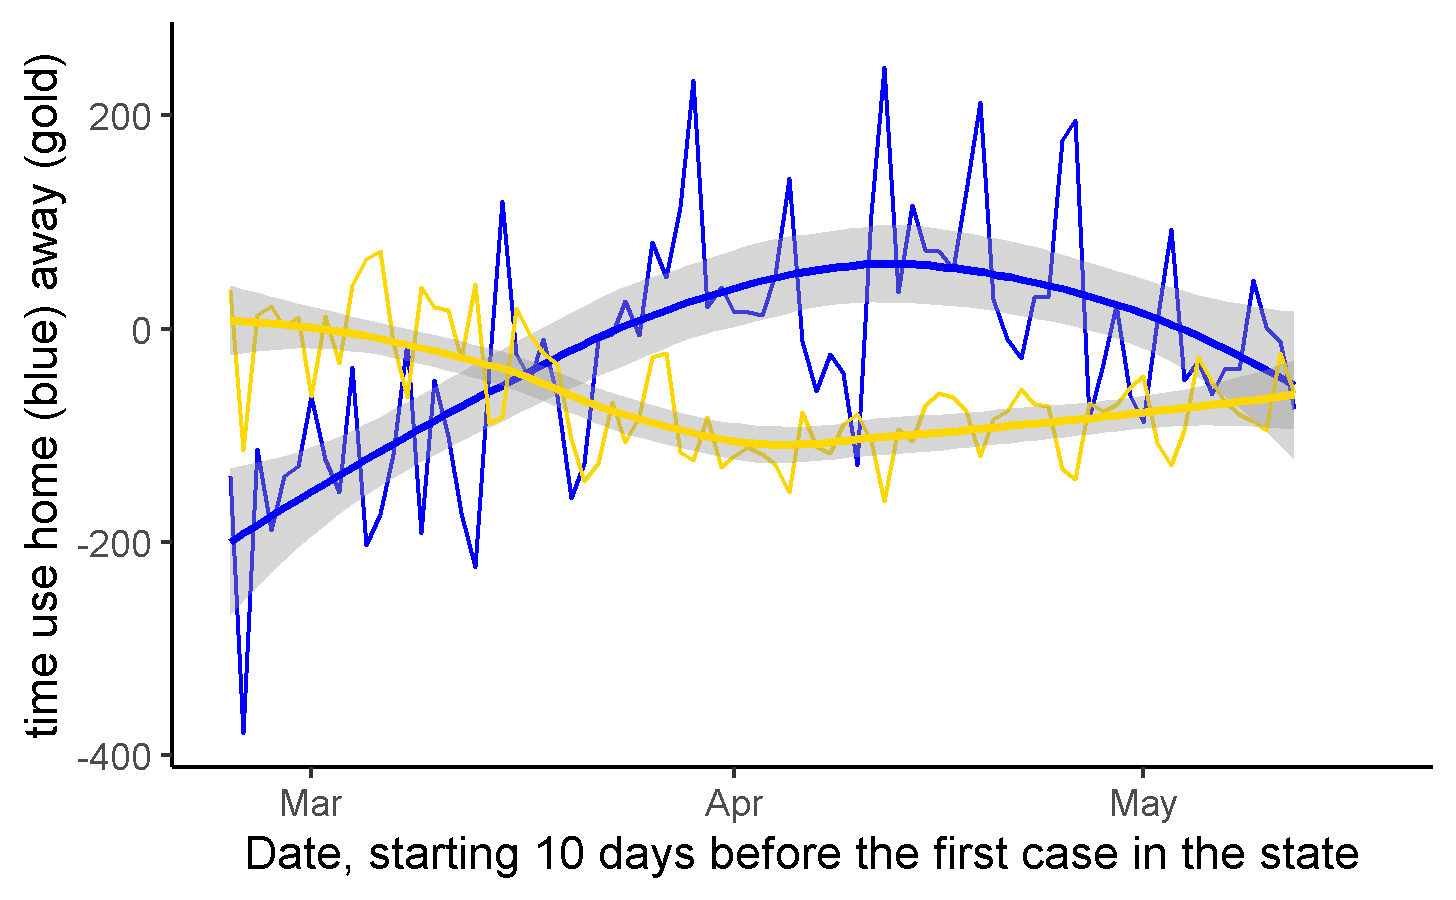 time use home (blue) away (gold)
200
0
-200
-400
Mar
Apr
May
Date, starting 10 days before the first case in the state